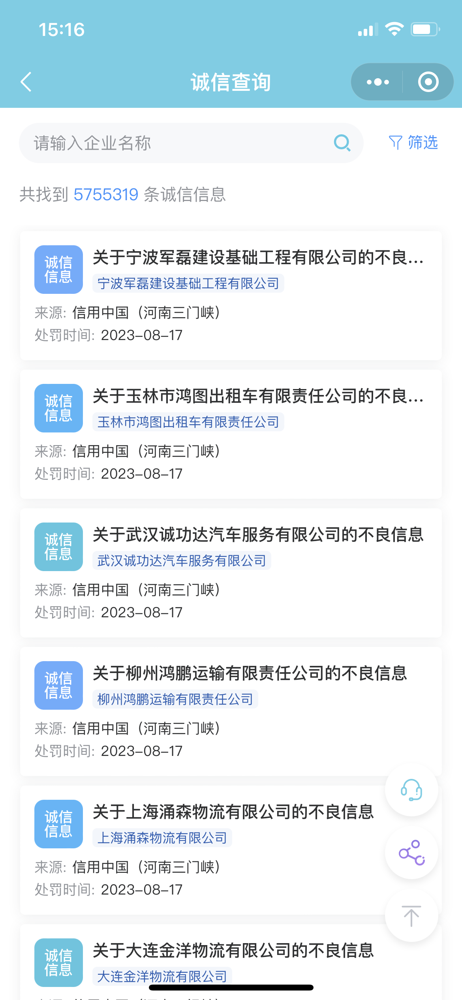 15:16
诚信查询
请输入企业名称
筛选
共找到 5755319 条诚信信息
诚信
信息
关于宁波军磊建设基础工程有限公司的不良...
宁波军磊建设基础工程有限公司
来源: 信用中国（河南三门峡）
处罚时间: 2023-08-17
诚信
信息
关于玉林市鸿图出租车有限责任公司的不良...
玉林市鸿图出租车有限责任公司
来源: 信用中国（河南三门峡）
处罚时间: 2023-08-17
诚信
信息
关于武汉诚功达汽车服务有限公司的不良信息
武汉诚功达汽车服务有限公司
来源: 信用中国（河南三门峡）
处罚时间: 2023-08-17
诚信
信息
关于柳州鸿鹏运输有限责任公司的不良信息
柳州鸿鹏运输有限责任公司
来源: 信用中国（河南三门峡）
处罚时间: 2023-08-17
诚信
信息
关于上海涌森物流有限公司的不良信息
上海涌森物流有限公司
来源: 信用中国（河南三门峡）
处罚时间: 2023-08-17
诚信
信息
关于大连金洋物流有限公司的不良信息
大连金洋物流有限公司